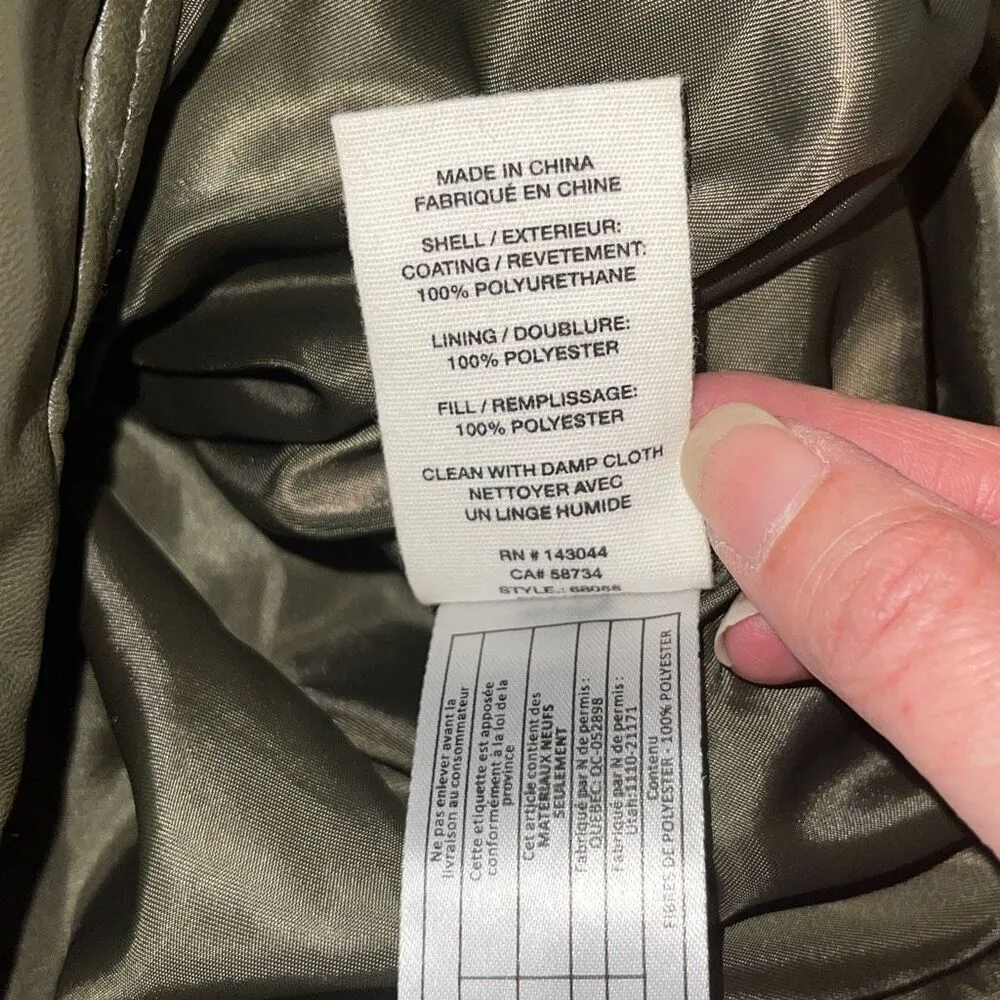 MADE IN CHINA
FABRIQUÉ EN CHINE
SHELL / EXTERIEUR:
COATING / REVETEMENT:
100% POLYURETHANE
LINING / DOUBLURE:
100% POLYESTER
FILL / REMPLISSAGE:
100% POLYESTER
CLEAN WITH DAMP CLOTH
NETTOYER AVEC
UN LINGE HUMIDE
RN # 143044
CA# 58734
STYLE.: 68055
Ne pas enlever avant la
livraison au consommateur
Cette etiquette est apposée
conformément à la loi de la
province
Cet article contient des
MATERIAUX NEUFS
SEULEMENT
Fabriqué par N de permis :
QUEBEC: QC-052898
Fabriqué par N de permis :
Utah:1110-21171
Contenu
FIBRES DE POLYESTER - 100% POLYESTER